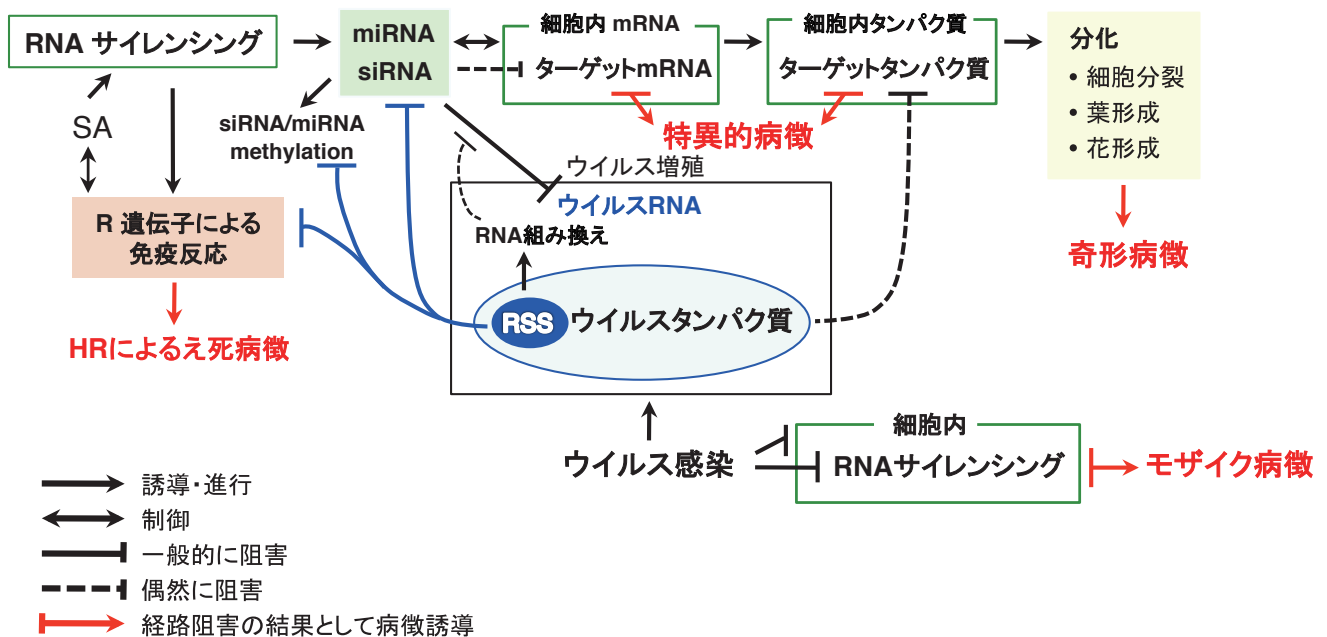 RNA サイレンシング
miRNA
siRNA
細胞内 mRNA
ターゲットmRNA
細胞内タンパク質
ターゲットタンパク質
分化
• 細胞分裂
• 葉形成
• 花形成
SA
siRNA/miRNA
methylation
特異的病徴
ウイルス増殖
ウイルスRNA
RNA組み換え
R 遺伝子による
免疫反応
奇形病徴
RSS
ウイルスタンパク質
HRによるえ死病徴
ウイルス感染
細胞内
RNAサイレンシング
モザイク病徴
誘導・進行
制御
一般的に阻害
偶然に阻害
経路阻害の結果として病徴誘導